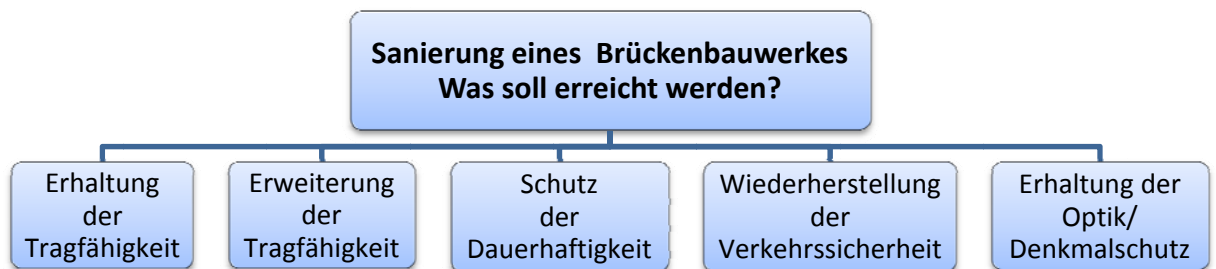 Sanierung eines Brückenbauwerkes
Was soll erreicht werden?
Erhaltung
der
Tragfähigkeit
Erweiterung
der
Tragfähigkeit
Schutz
der
Dauerhaftigkeit
Wiederherstellung
der
Verkehrssicherheit
Erhaltung der
Optik/
Denkmalschutz